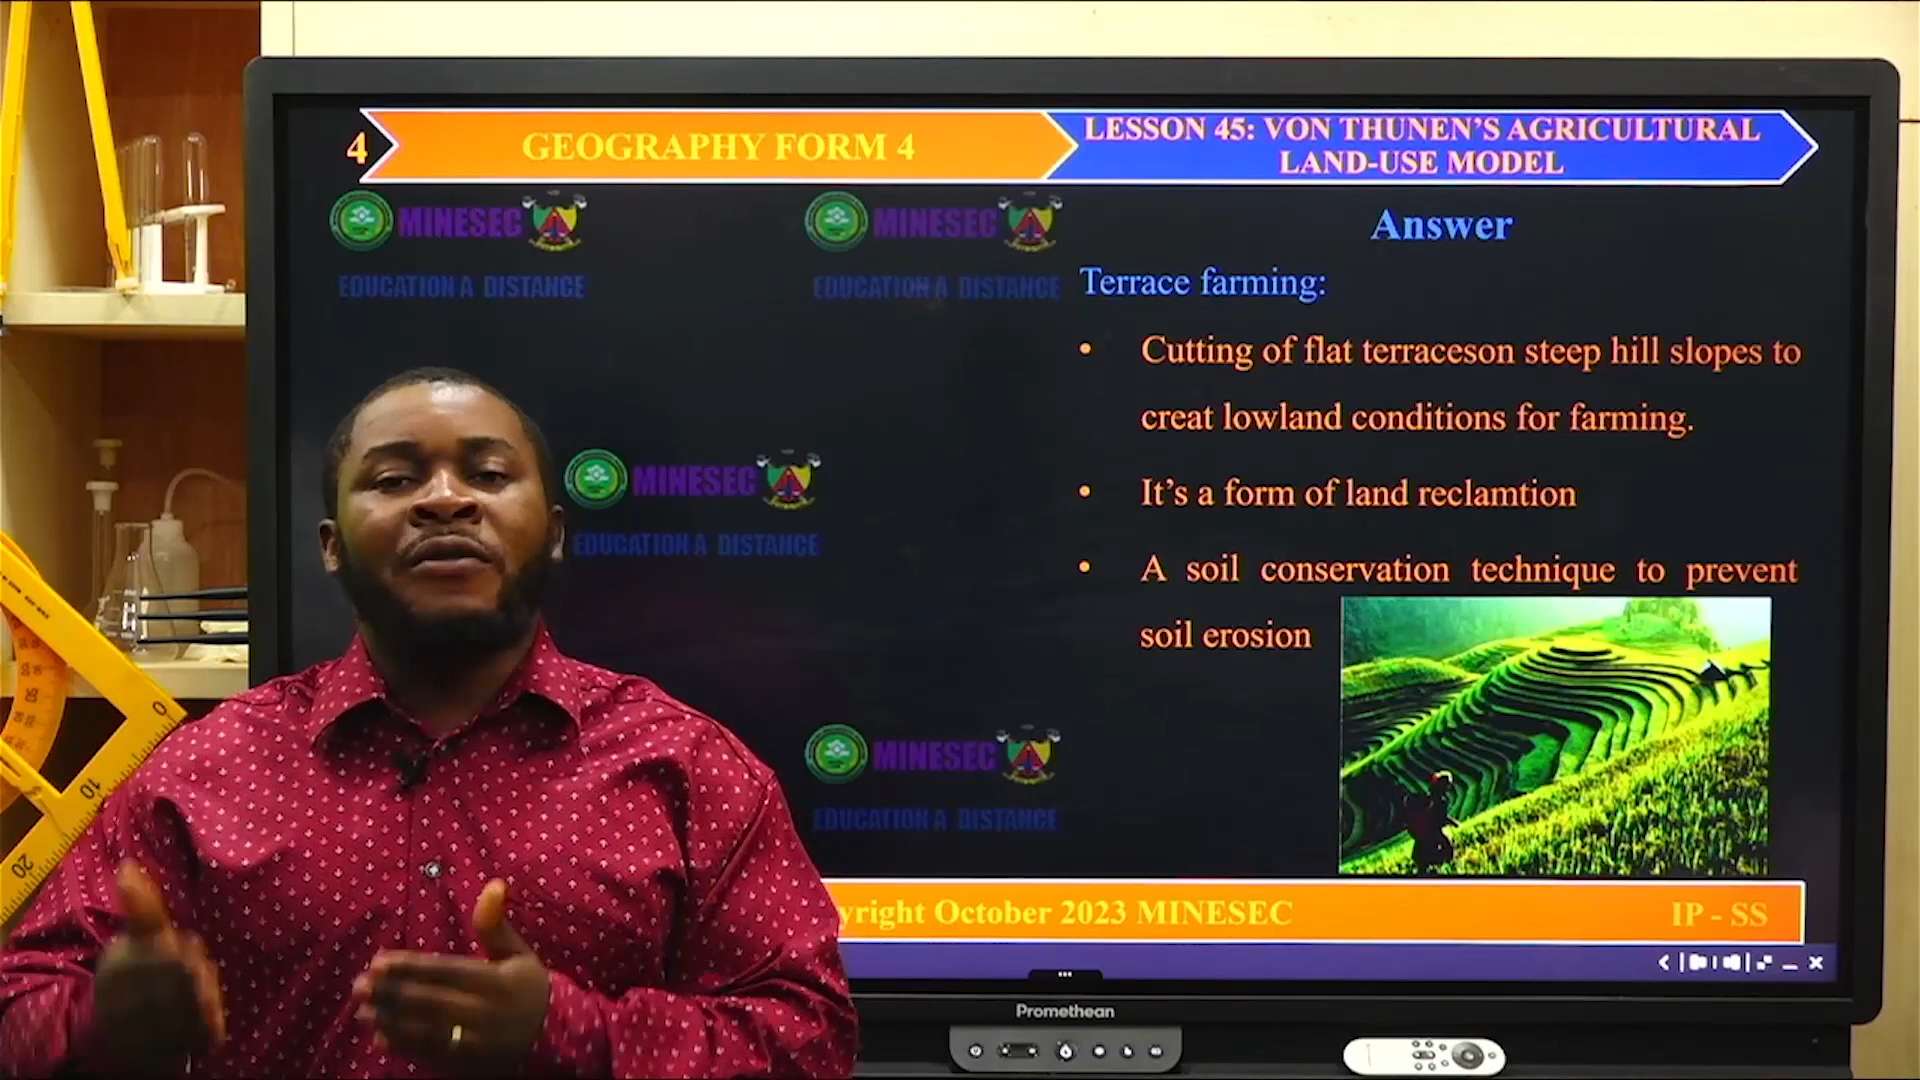 4
GEOGRAPHY FORM 4
LESSON 45: VON THUNEN'S AGRICULTURAL
LAND-USE MODEL
MINESEC
EDUCATION A DISTANCE
MINESEC
EDUCATION A DISTANCE
Answer
Terrace farming:
• Cutting of flat terraceson steep hill slopes to
creat lowland conditions for farming.
• It's a form of land reclamtion
• A soil conservation technique to prevent
soil erosion
MINESEC
EDUCATION A DISTANCE
MINESEC
EDUCATION A DISTANCE
yright October 2023 MINESEC
IP - SS
Promethean
0
10
20